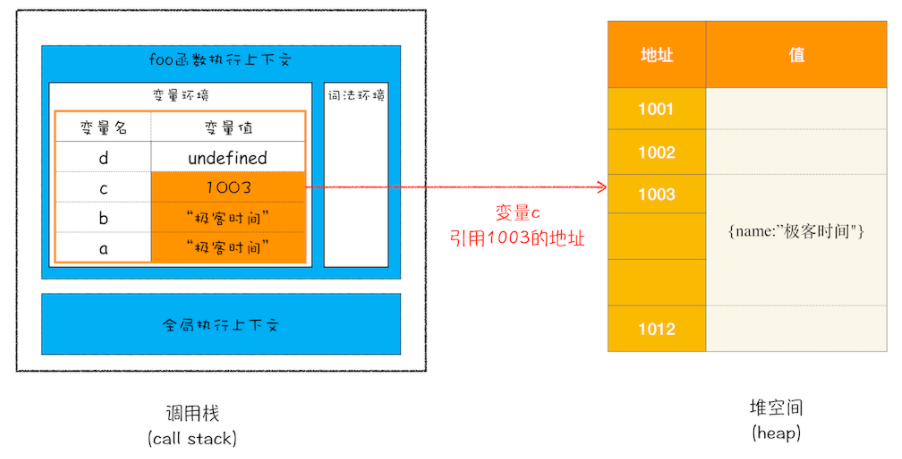 foo函数执行上下文
变量环境
词法环境
变量名 变量值
d undefined
c 1003
b “极客时间”
a “极客时间”
全局执行上下文
调用栈
(call stack)
变量c
引用1003的地址
地址 值
1001
1002
1003
{name:”极客时间"}
1012
堆空间
(heap)